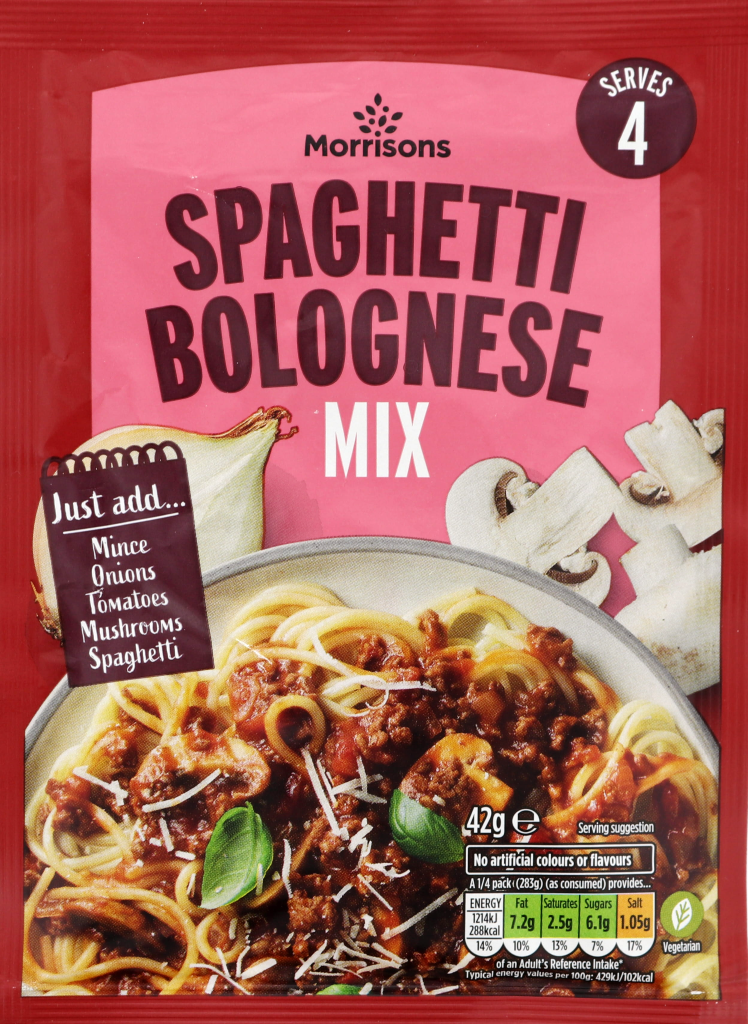 SERVES
4
Morrisons
SPAGHETTI
BOLOGNESE
MIX
Just add...
Mince
Onions
Tomatoes
Mushrooms
Spaghetti
42g ℮ Serving suggestion
No artificial colours or flavours
A 1/4 pack (283g) (as consumed) provides...
ENERGY Fat Saturates Sugars Salt
1214kJ
288kcal 7.2g 2.5g 6.1g 1.05g
14% 10% 13% 7% 17%
of an Adult's Reference Intake*
Typical energy values per 100g: 429kJ/102kcal
Vegetarian